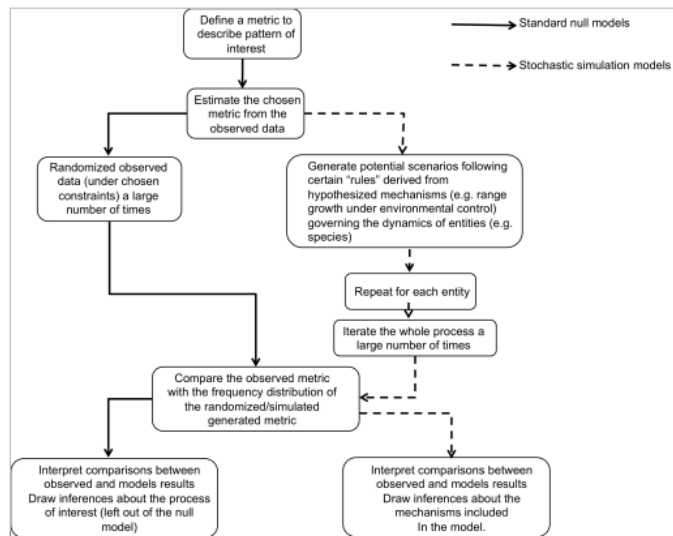 Define a metric to
describe pattern of
interest
Standard null models
Stochastic simulation models
Estimate the chosen
metric from the
observed data
Randomized observed
data (under chosen
constraints) a large
number of times
Generate potential scenarios following
certain “rules” derived from
hypothesized mechanisms (e.g. range
growth under environmental control)
governing the dynamics of entities (e.g.
species)
Repeat for each entity
Iterate the whole process a
large number of times
Compare the observed metric
with the frequency distribution of
the randomized/simulated
generated metric
Interpret comparisons between
observed and models results
Draw inferences about the process
of interest (left out of the null
model)
Interpret comparisons between
observed and models results
Draw inferences about the
mechanisms included
In the model.